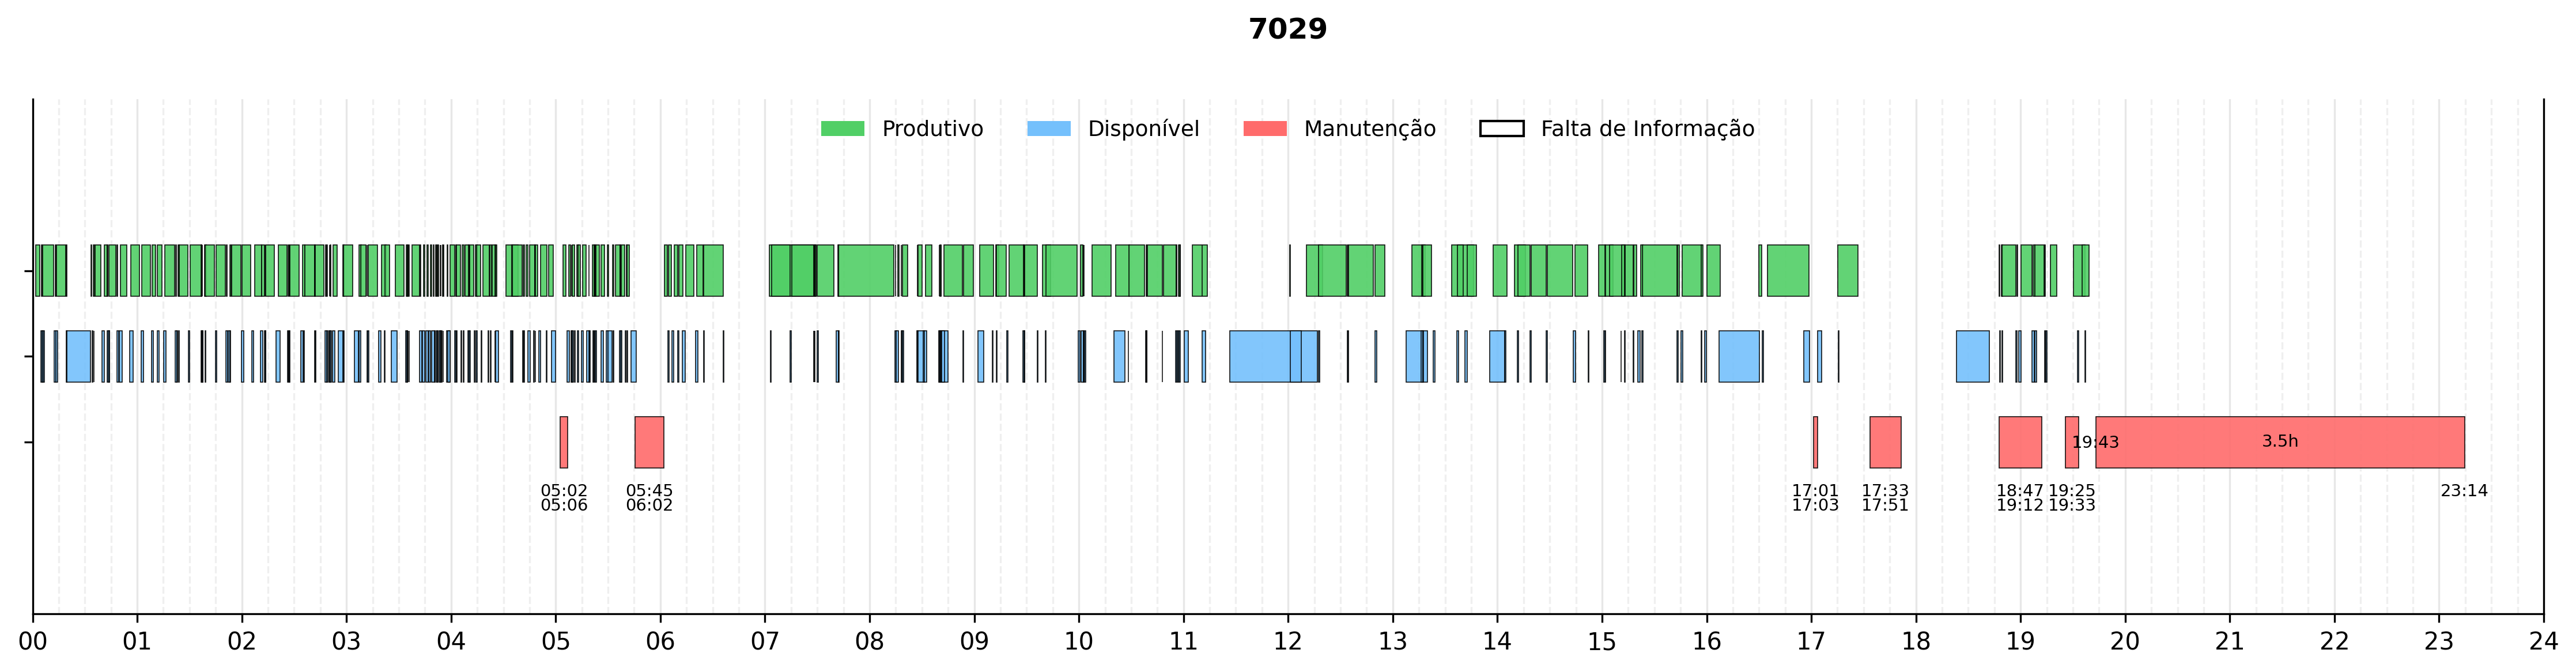 7029
Produtivo Disponível Manutenção Falta de Informação
19:43 3.5h
05:02 05:45 17:01 17:33 18:47 19:25 23:14
05:06 06:02 17:03 17:51 19:12 19:33
00 01 02 03 04 05 06 07 08 09 10 11 12 13 14 15 16 17 18 19 20 21 22 23 24